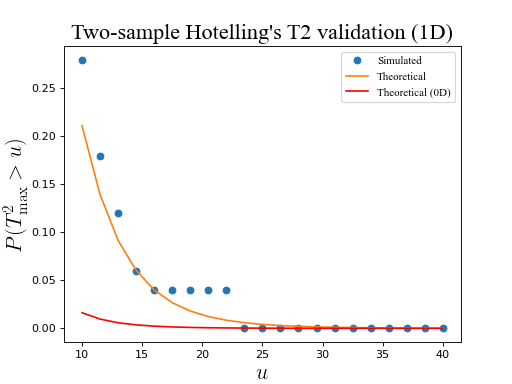 Two-sample Hotelling's T2 validation (1D)
Simulated
Theoretical
Theoretical (0D)
P(T²max > u)
0.25
0.20
0.15
0.10
0.05
0.00
10 15 20 25 30 35 40
u